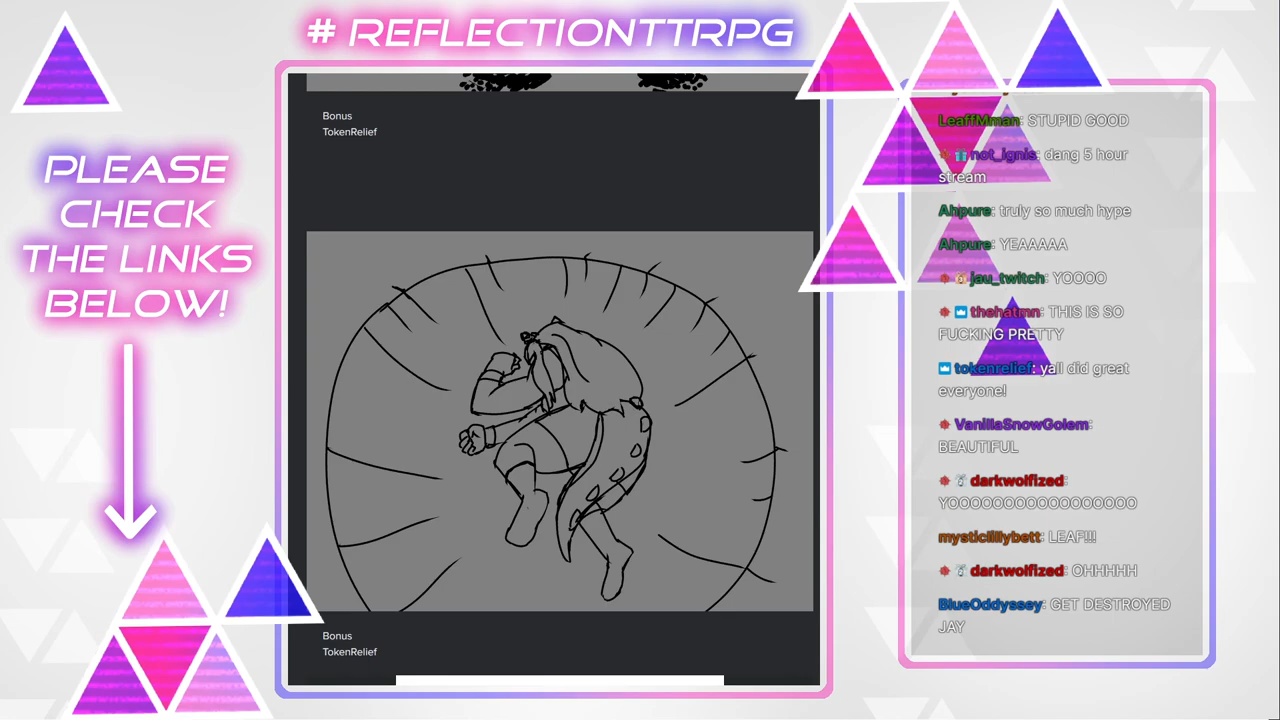 # REFLECTIONTTRPG
PLEASE
CHECK
THE LINKS
BELOW!
Bonus
TokenRelief
Bonus
TokenRelief
LeaffMman: STUPID GOOD
not_ignis: dang 5 hour
stream
Ahpure: truly so much hype
Ahpure: YEAAAAA
jau_twitch: YOOOO
thehatmn: THIS IS SO
FUCKING PRETTY
tokenrelief: yall did great
everyone!
VanillaSnowGolem:
BEAUTIFUL
darkwolfized:
YOOOOOOOOOOOOOOOOO
mysticlillybett: LEAF!!!
darkwolfized: OHHHHH
BlueOddyssey: GET DESTROYED
JAY